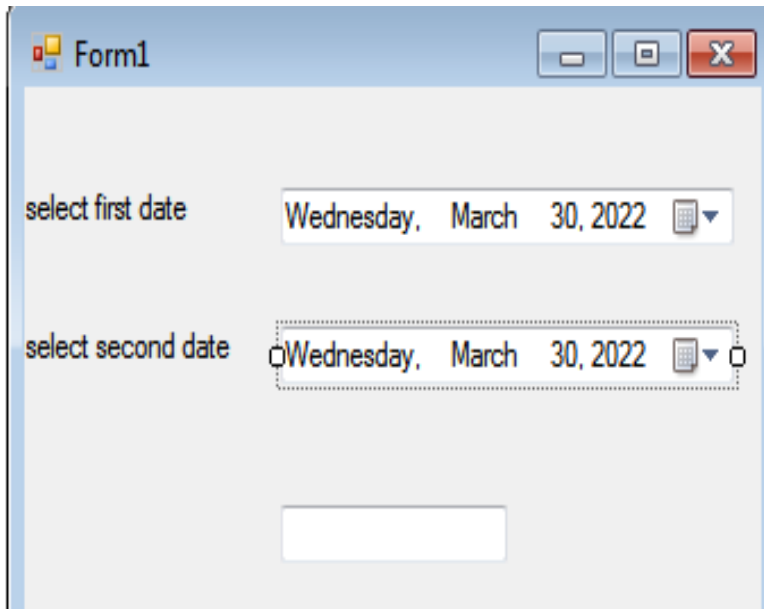 Form1
select first date
Wednesday, March 30, 2022
select second date
Wednesday, March 30, 2022